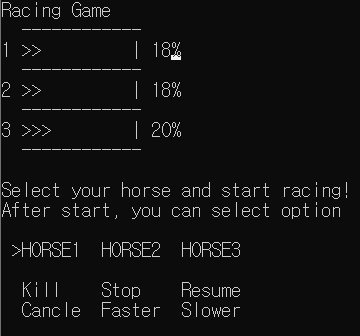 Racing Game
------------
1 >> | 18%
------------
2 >> | 18%
------------
3 >>> | 20%
------------
Select your horse and start racing!
After start, you can select option
>HORSE1 HORSE2 HORSE3
Kill Stop Resume
Cancle Faster Slower